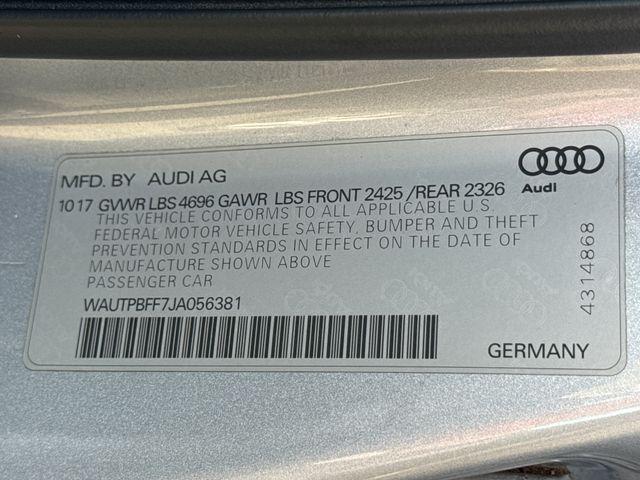 MFD. BY AUDI AG
Audi
10 17 GVWR LBS 4696 GAWR LBS FRONT 2425 /REAR 2326
THIS VEHICLE CONFORMS TO ALL APPLICABLE U.S.
FEDERAL MOTOR VEHICLE SAFETY, BUMPER AND THEFT
PREVENTION STANDARDS IN EFFECT ON THE DATE OF
MANUFACTURE SHOWN ABOVE
PASSENGER CAR
WAUTPBFF7JA056381
4314868
GERMANY